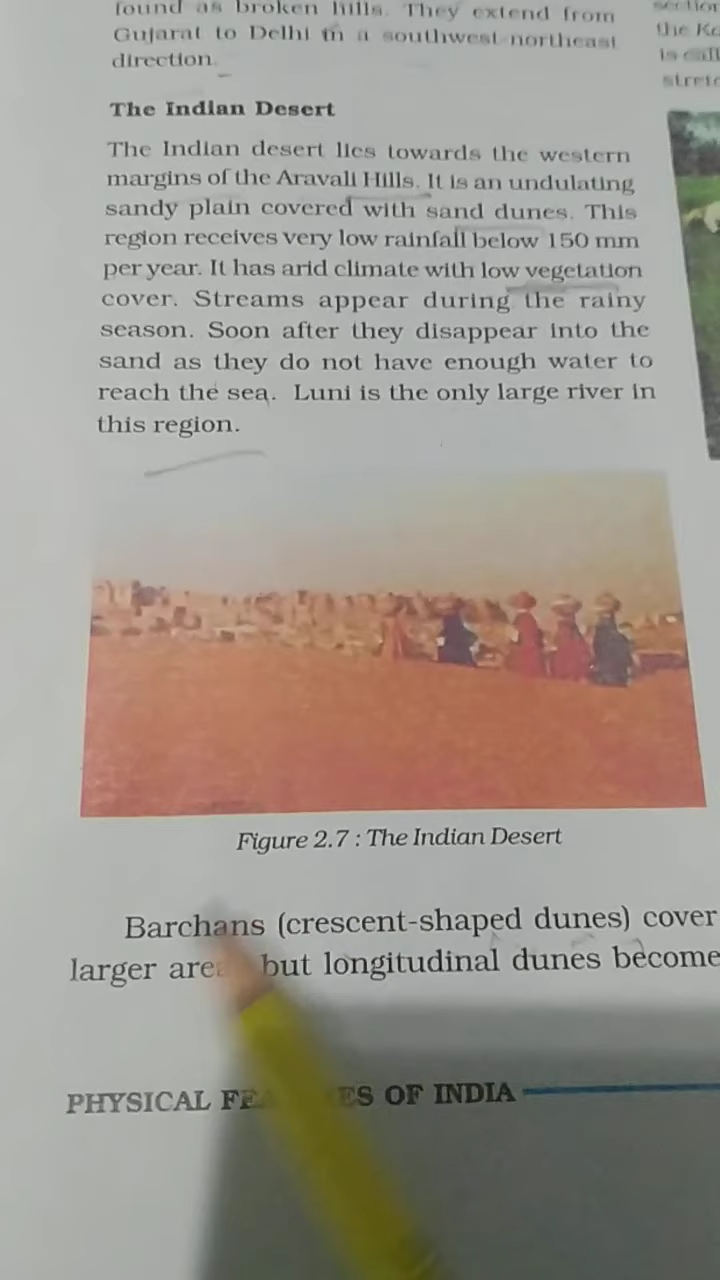 found as broken hills. They extend from
Gujarat to Delhi in a southwest-northeast
direction.
The Indian Desert
The Indian desert lies towards the western
margins of the Aravali Hills. It is an undulating
sandy plain covered with sand dunes. This
region receives very low rainfall below 150 mm
per year. It has arid climate with low vegetation
cover. Streams appear during the rainy
season. Soon after they disappear into the
sand as they do not have enough water to
reach the sea. Luni is the only large river in
this region.
Figure 2.7 : The Indian Desert
Barchans (crescent-shaped dunes) cover
larger but longitudinal dunes become
PHYSICAL OF INDIA
the